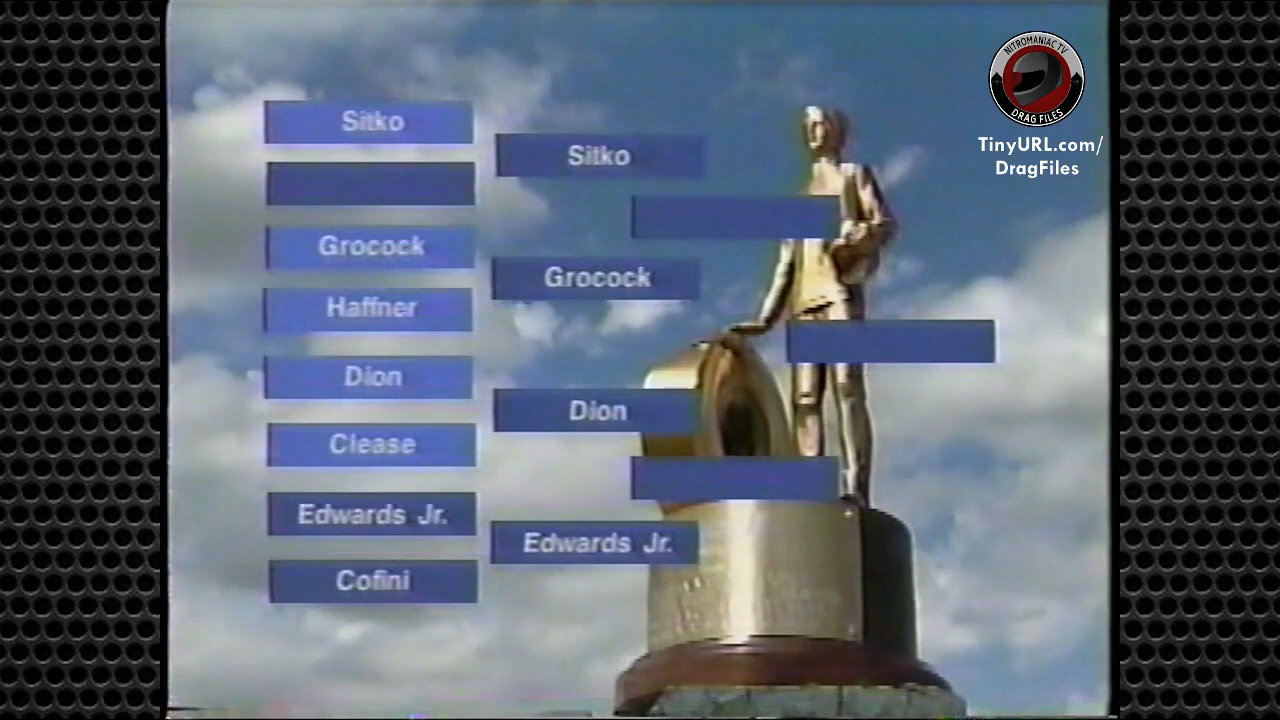 NITROMANIAC TV
DRAG FILES
TinyURL.com/
DragFiles
Sitko
Sitko
Grocock
Grocock
Haffner
Dion
Dion
Clease
Edwards Jr.
Edwards Jr.
Cofini